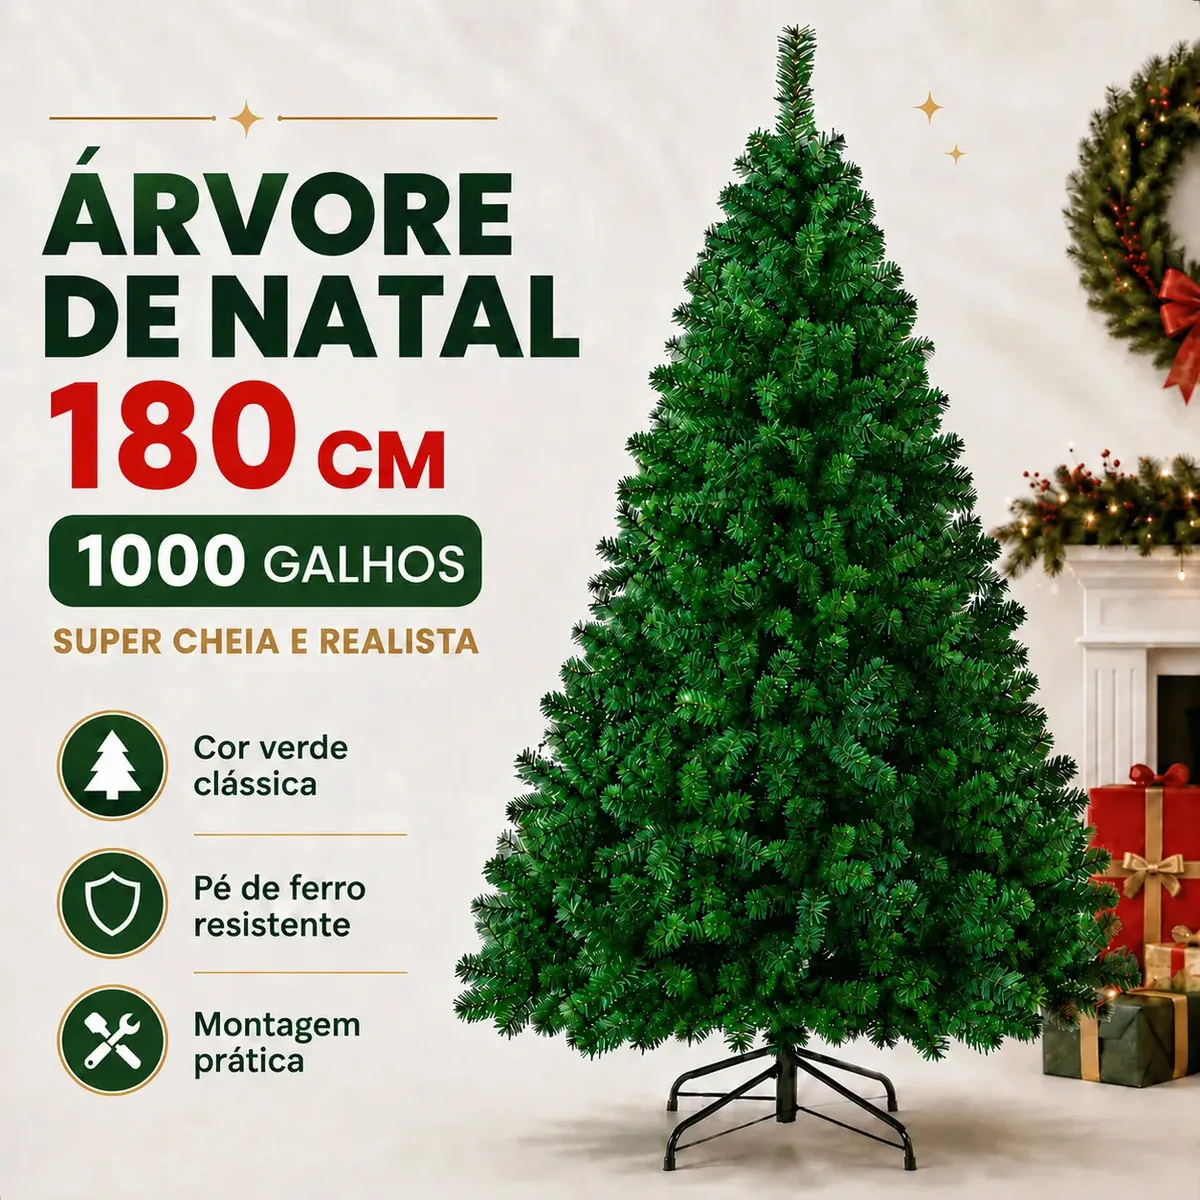 ÁRVORE
DE NATAL
180 CM
1000 GALHOS
SUPER CHEIA E REALISTA
Cor verde
clássica
Pé de ferro
resistente
Montagem
prática